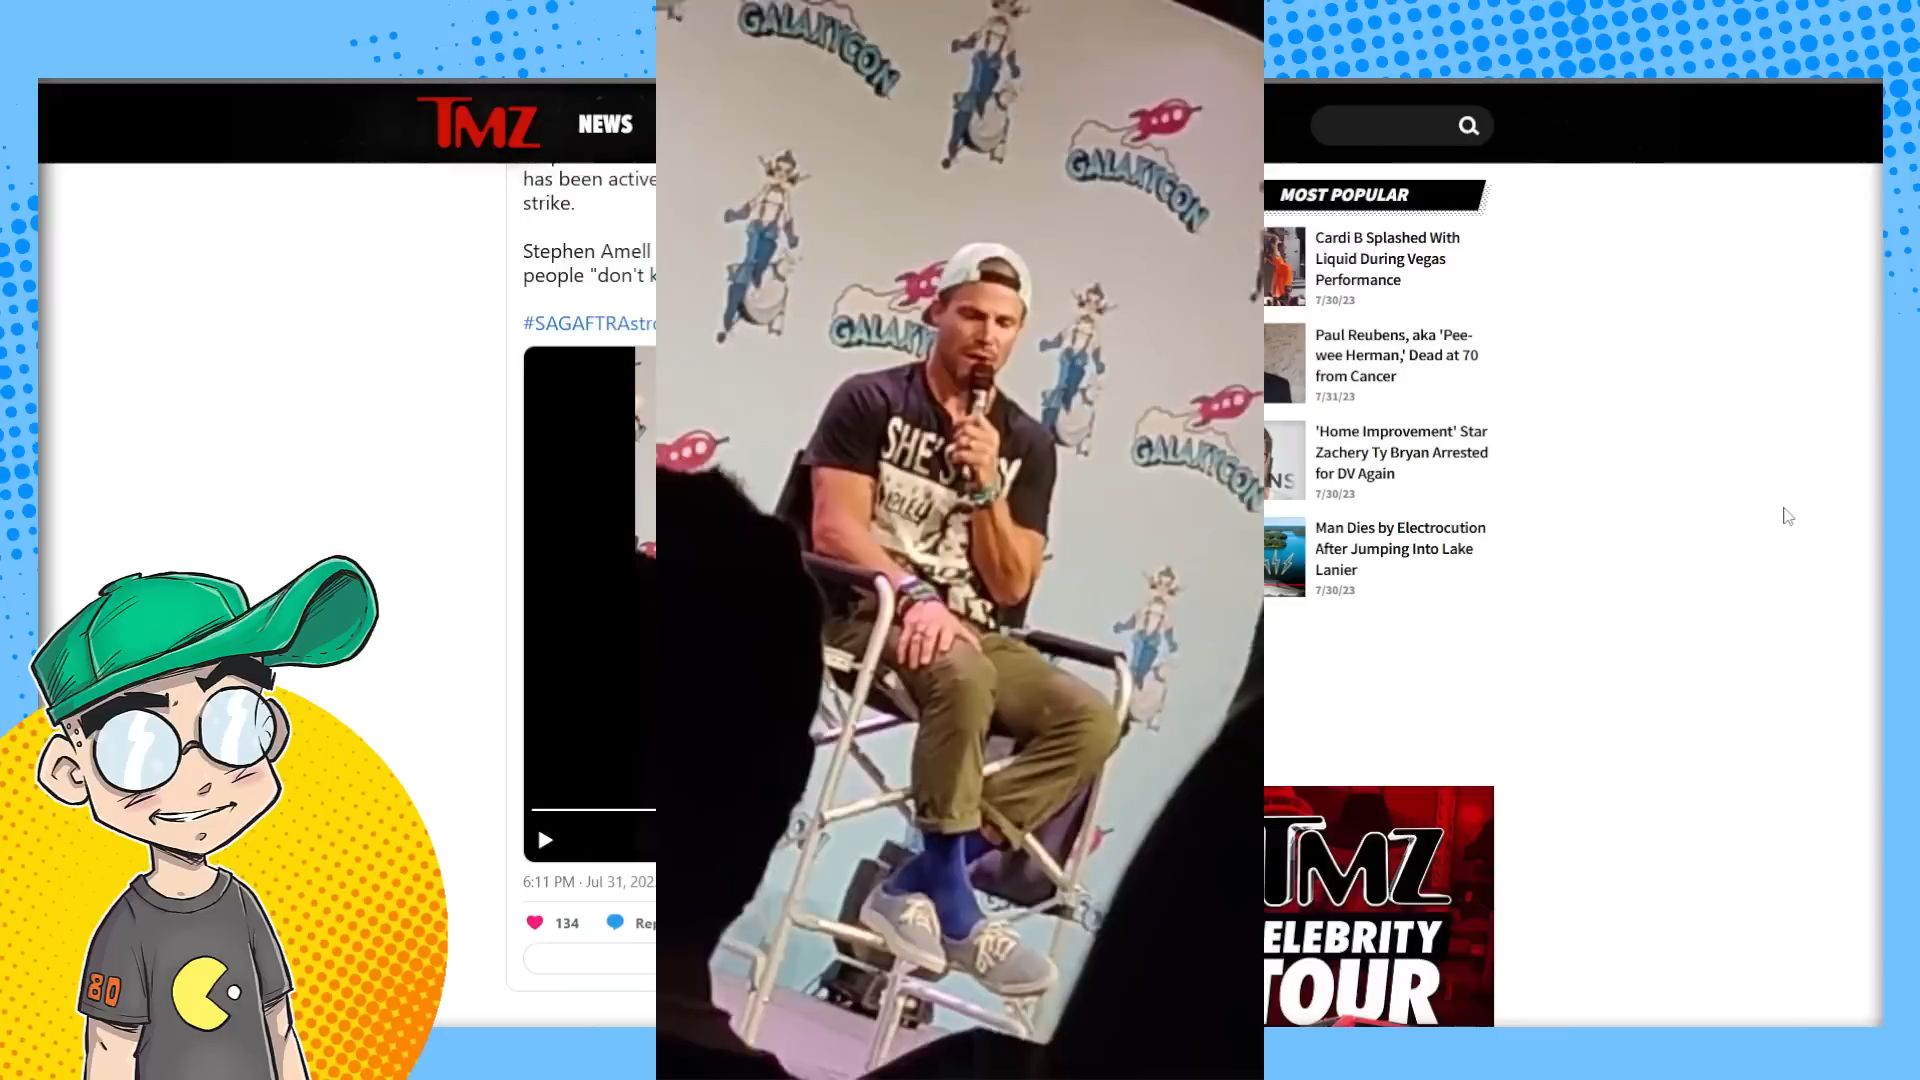 TMZ
NEWS
has been active
strike.
Stephen Amell
people "don't k
#SAGAFTRAstr
6:11 PM · Jul 31, 202
134
Rep
GALAXYCON
GALAXYCON
GALAXY
GALAXYCON
SHE'S
80
MOST POPULAR
Cardi B Splashed With
Liquid During Vegas
Performance
7/30/23
Paul Reubens, aka 'Pee-
wee Herman,' Dead at 70
from Cancer
7/31/23
'Home Improvement' Star
Zachery Ty Bryan Arrested
for DV Again
7/30/23
NS
Man Dies by Electrocution
After Jumping Into Lake
Lanier
7/30/23
TMZ
ELEBRITY
TOUR